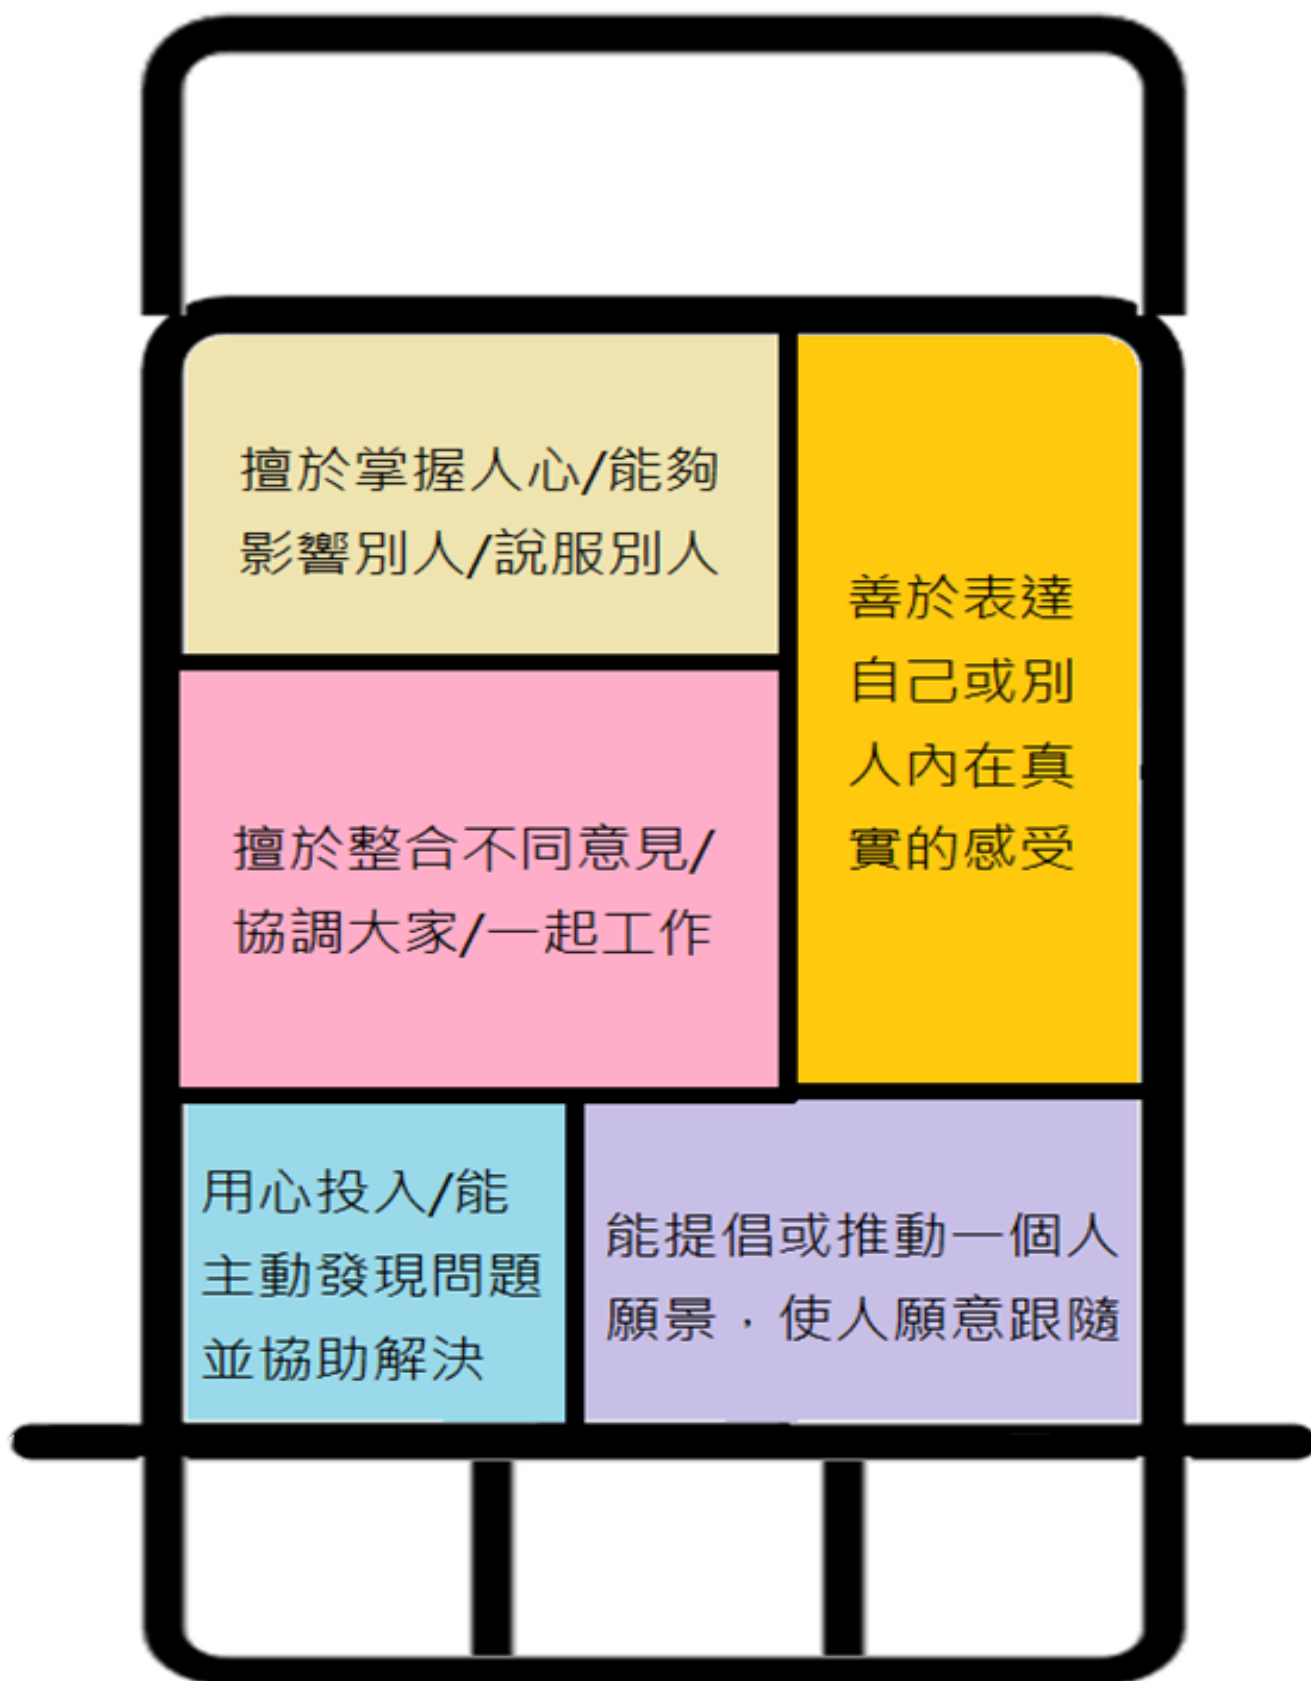 擅於掌握人心/能夠
影響別人/說服別人
善於表達
自己或別
人內在真
實的感受
擅於整合不同意見/
協調大家/一起工作
用心投入/能
主動發現問題
並協助解決
能提倡或推動一個人
願景，使人願意跟隨